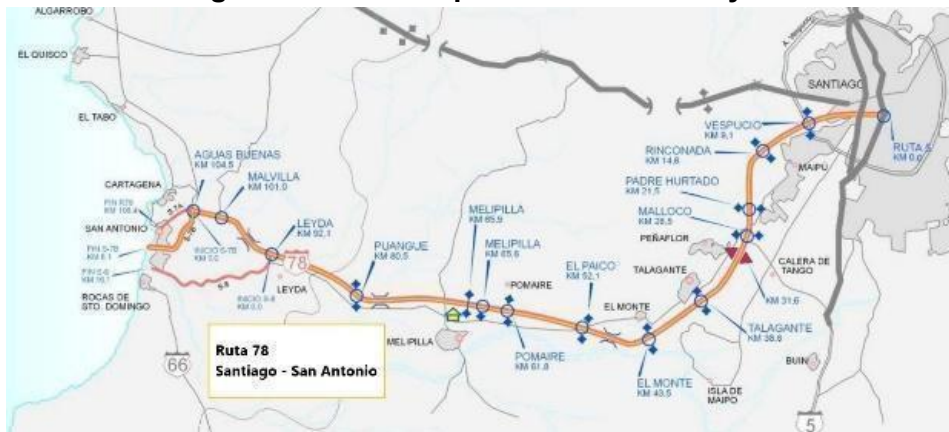 ALGARROBO
EL QUISCO
EL TABO
CARTAGENA
SAN ANTONIO
ROCAS DE
STO. DOMINGO
AGUAS BUENAS
KM 104,5
MALVILLA
KM 101,0
LEYDA
KM 92,1
78
LEYDA
PUANGUE
KM 80,5
MELIPILLA
KM 65,9
MELIPILLA
KM 65,6
POMAIRE
POMAIRE
KM 61,8
MELIPILLA
EL PAICO
KM 52,1
EL MONTE
EL MONTE
KM 43,5
TALAGANTE
TALAGANTE
KM 38,8
ISLA DE
MAIPO
BUIN
KM 31,6
CALERA DE
TANGO
PEÑAFLOR
MALLOCO
KM 28,5
PADRE HURTADO
KM 21,5
RINCONADA
KM 14,8
MAIPÚ
VESPUCIO
KM 9,1
SANTIAGO
RUTA 5
KM 0,0
66
5
Ruta 78
Santiago - San Antonio